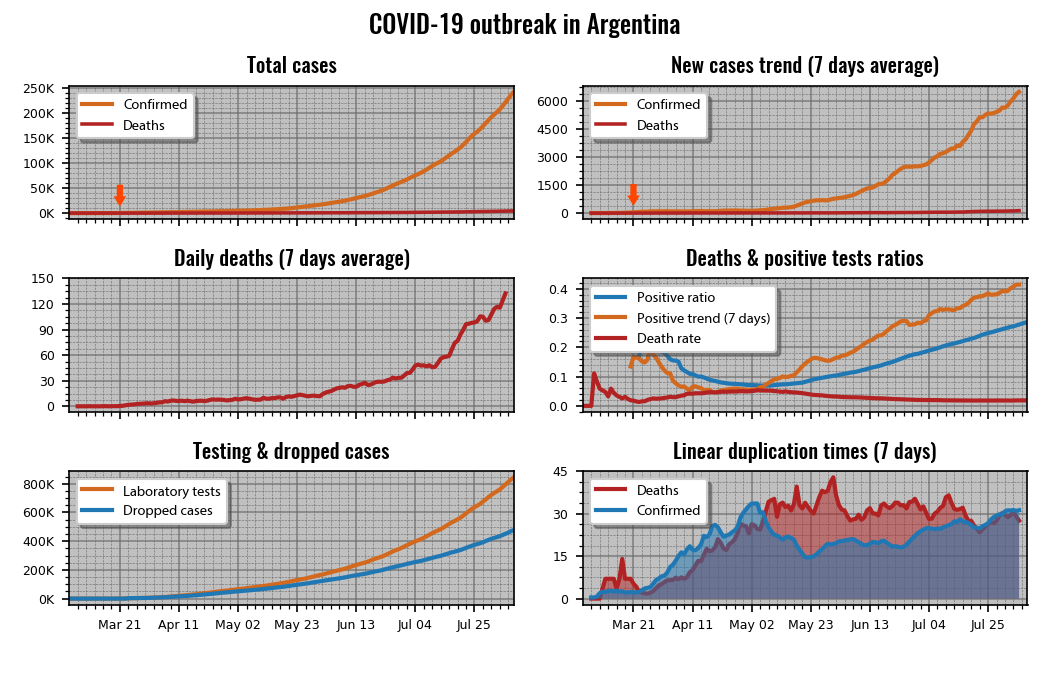 COVID-19 outbreak in Argentina
Total cases
250K
200K
150K
100K
50K
0K
Confirmed
Deaths
New cases trend (7 days average)
6000
4500
3000
1500
0
Confirmed
Deaths
Daily deaths (7 days average)
150
120
90
60
30
0
Deaths & positive tests ratios
0.4
0.3
0.2
0.1
0.0
Positive ratio
Positive trend (7 days)
Death rate
Testing & dropped cases
800K
600K
400K
200K
0K
Laboratory tests
Dropped cases
Mar 21 Apr 11 May 02 May 23 Jun 13 Jul 04 Jul 25
Linear duplication times (7 days)
45
30
15
0
Deaths
Confirmed
Mar 21 Apr 11 May 02 May 23 Jun 13 Jul 04 Jul 25